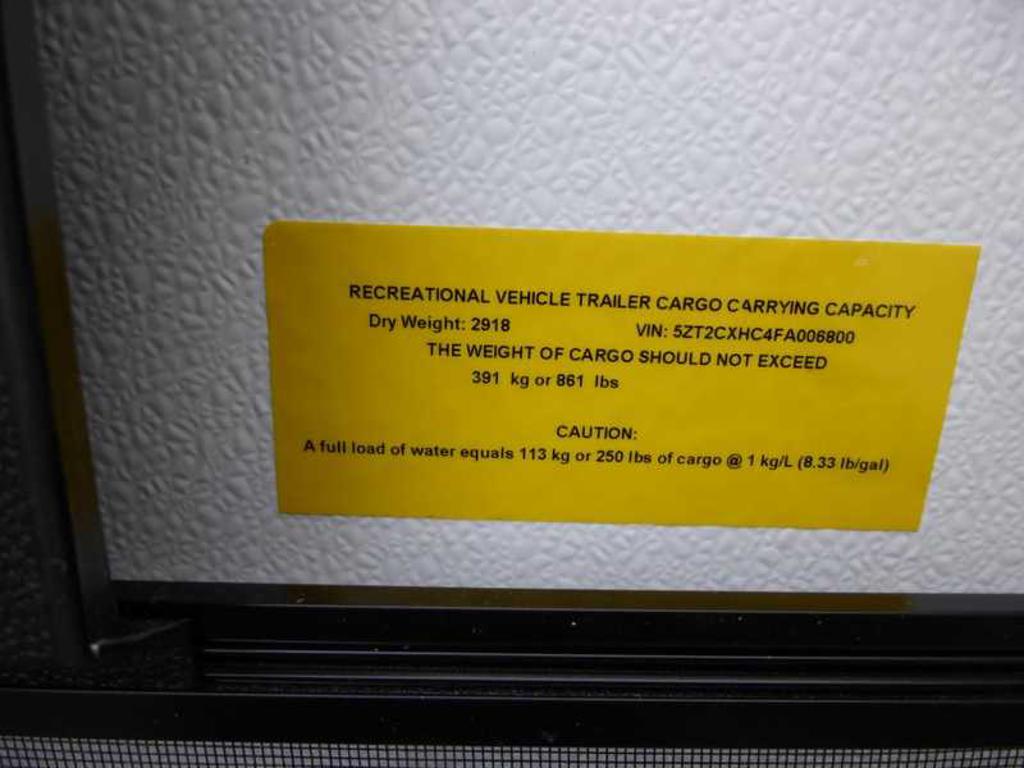 RECREATIONAL VEHICLE TRAILER CARGO CARRYING CAPACITY
Dry Weight: 2918 VIN: 5ZT2CXHC4FA006800
THE WEIGHT OF CARGO SHOULD NOT EXCEED
391 kg or 861 lbs
CAUTION:
A full load of water equals 113 kg or 250 lbs of cargo @ 1 kg/L (8.33 lb/gal)